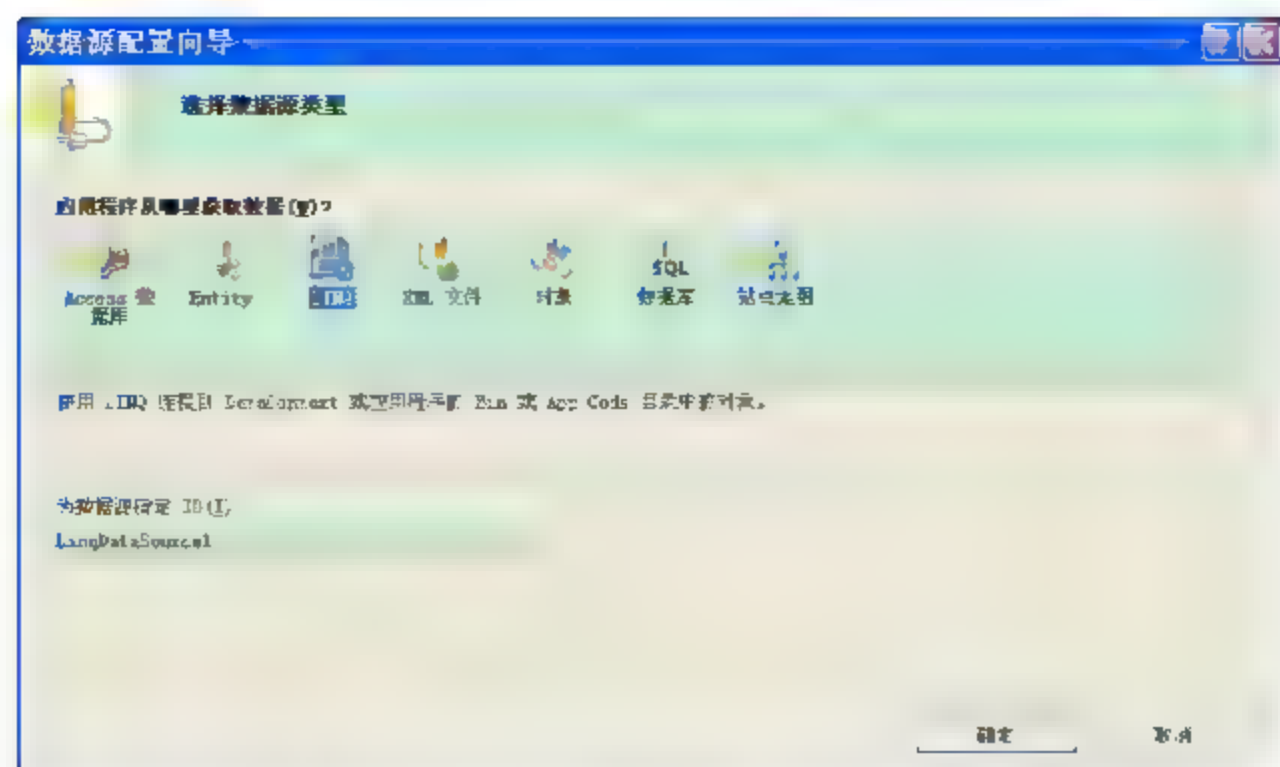 数据源配置向导
选择数据源类型
应用程序从哪里获取数据(W)?
Access 数据库
Entity
LINQ
XML 文件
对象
SQL 数据库
站点地图
使用 LINQ 连接到 或应用程序的 Bin 或 App_Code 目录中的对象。
为数据源指定 ID(I)
LinqDataSource1
确定
取消